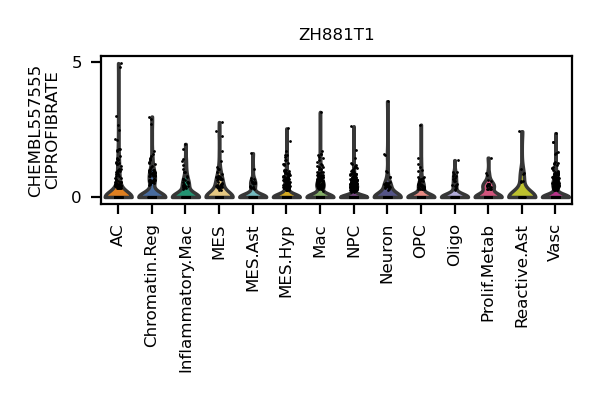 ZH881T1
CHEMBL557555
CIPROFIBRATE
5
0
AC
Chromatin.Reg
Inflammatory.Mac
MES
MES.Ast
MES.Hyp
Mac
NPC
Neuron
OPC
Oligo
Prolif.Metab
Reactive.Ast
Vasc